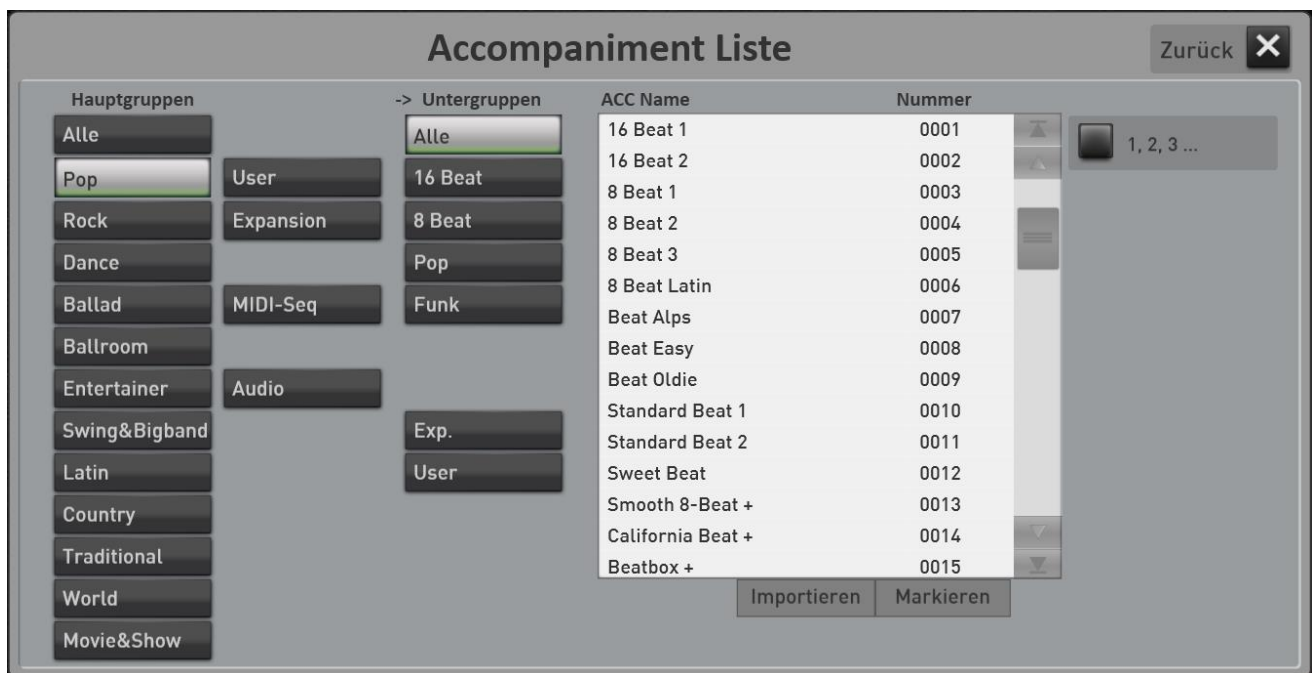 Accompaniment Liste
Zurück
Hauptgruppen
-> Untergruppen
ACC Name Nummer
Alle
Pop
Rock
Dance
Ballad
Ballroom
Entertainer
Swing&Bigband
Latin
Country
Traditional
World
Movie&Show
User
Expansion
MIDI-Seq
Audio
Alle
16 Beat
8 Beat
Pop
Funk
Exp.
User
16 Beat 1 0001
16 Beat 2 0002
8 Beat 1 0003
8 Beat 2 0004
8 Beat 3 0005
8 Beat Latin 0006
Beat Alps 0007
Beat Easy 0008
Beat Oldie 0009
Standard Beat 1 0010
Standard Beat 2 0011
Sweet Beat 0012
Smooth 8-Beat + 0013
California Beat + 0014
Beatbox + 0015
Importieren Markieren
1, 2, 3 ...